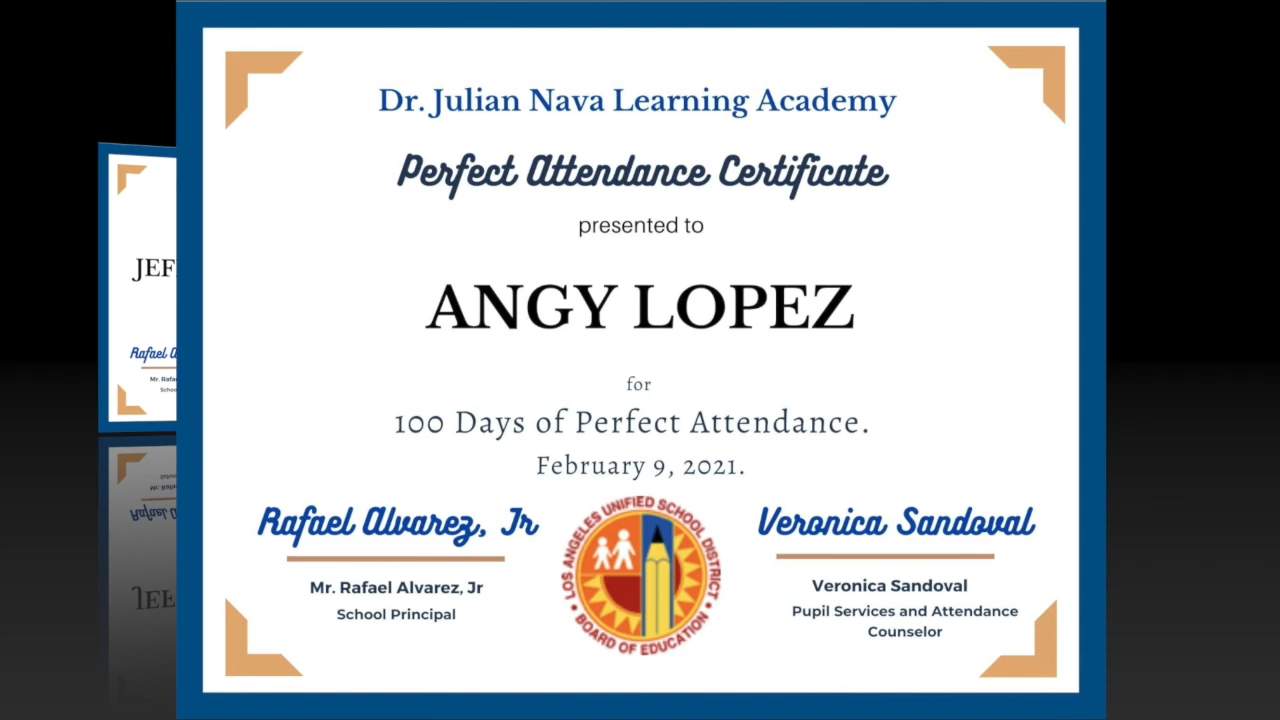 Dr. Julian Nava Learning Academy
Perfect Attendance Certificate
presented to
ANGY LOPEZ
for
100 Days of Perfect Attendance.
February 9, 2021.
Rafael Alvarez, Jr
Mr. Rafael Alvarez, Jr
School Principal
LOS ANGELES UNIFIED SCHOOL DISTRICT
BOARD OF EDUCATION
Veronica Sandoval
Veronica Sandoval
Pupil Services and Attendance
Counselor
Rafael
Mr.